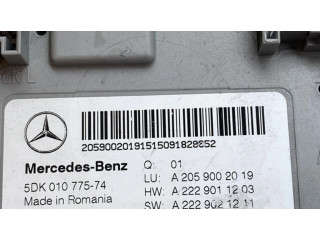 2059002019151509182
Mercedes-Benz
Q: 01
5DK 010 775-74
LU: A 205 900 20 19
Made in Romania
HW: A 222 901 12 03
SW: A 222 902 12 11